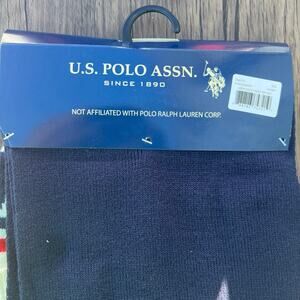 U.S. POLO ASSN.
SINCE 1890
NOT AFFILIATED WITH POLO RALPH LAUREN CORP.